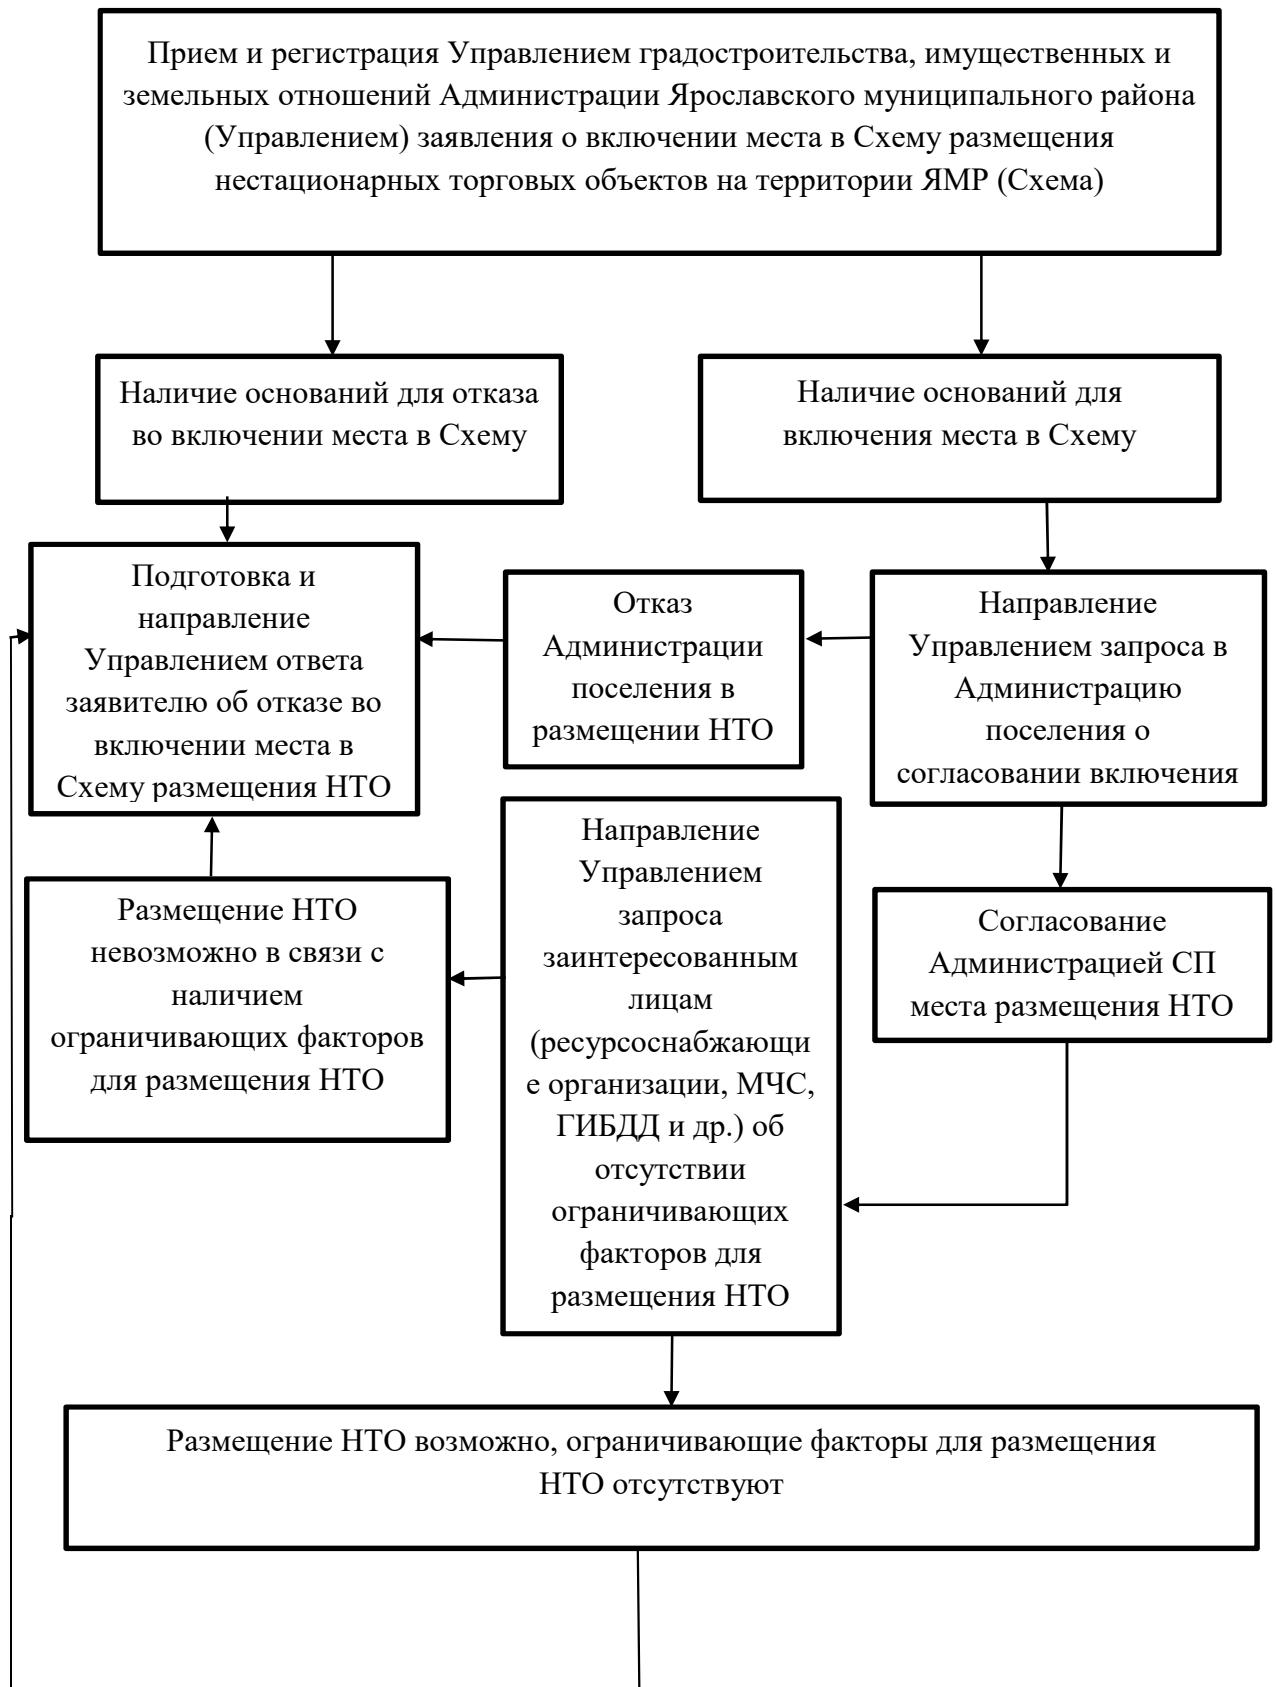 Прием и регистрация Управлением градостроительства, имущественных и
земельных отношений Администрации Ярославского муниципального района
(Управлением) заявления о включении места в Схему размещения
нестационарных торговых объектов на территории ЯМР (Схема)
Наличие оснований для отказа
во включении места в Схему
Наличие оснований для
включения места в Схему
Подготовка и
направление
Управлением ответа
заявителю об отказе во
включении места в
Схему размещения НТО
Отказ
Администрации
поселения в
размещении НТО
Направление
Управлением запроса в
Администрацию
поселения о
согласовании включения
Размещение НТО
невозможно в связи с
наличием
ограничивающих факторов
для размещения НТО
Направление
Управлением
запроса
заинтересованным
лицам
(ресурсоснабжающи
е организации, МЧС,
ГИБДД и др.) об
отсутствии
ограничивающих
факторов для
размещения НТО
Согласование
Администрацией СП
места размещения НТО
Размещение НТО возможно, ограничивающие факторы для размещения
НТО отсутствуют